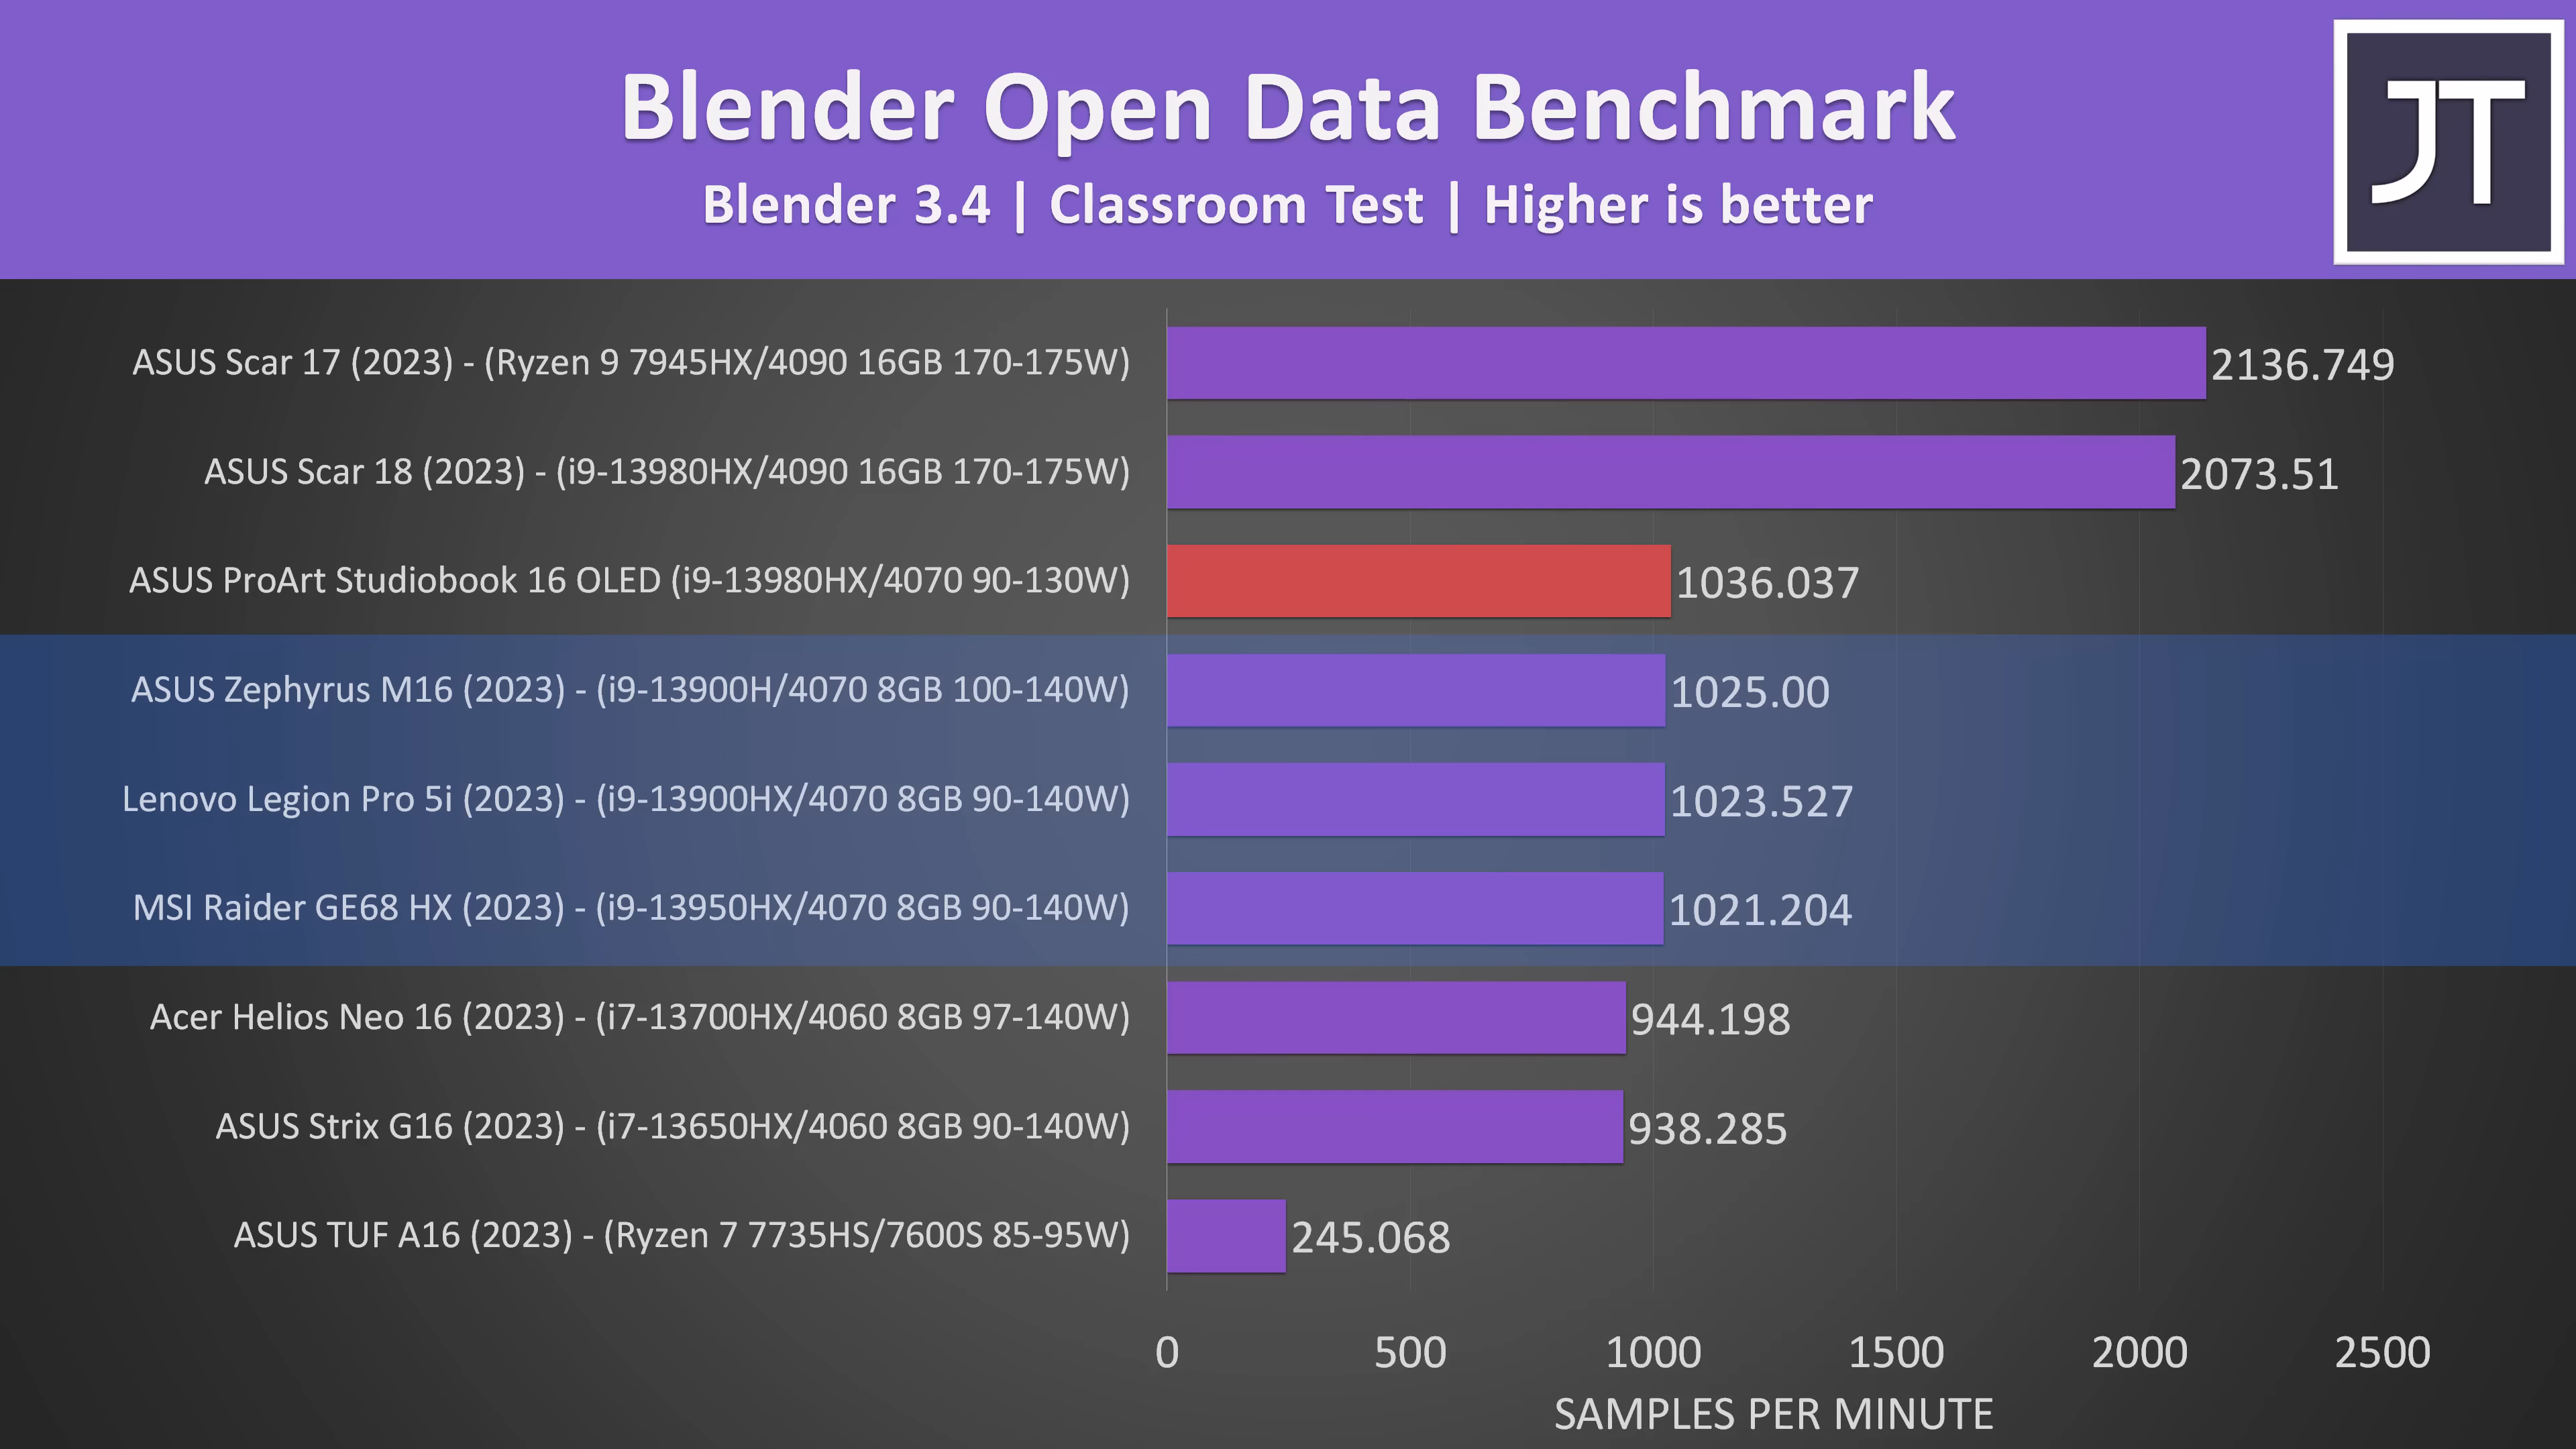 Blender Open Data Benchmark
Blender 3.4 | Classroom Test | Higher is better
JT
ASUS Scar 17 (2023) - (Ryzen 9 7945HX/4090 16GB 170-175W) 2136.749
ASUS Scar 18 (2023) - (i9-13980HX/4090 16GB 170-175W) 2073.51
ASUS ProArt Studiobook 16 OLED (i9-13980HX/4070 90-130W) 1036.037
ASUS Zephyrus M16 (2023) - (i9-13900H/4070 8GB 100-140W) 1025.00
Lenovo Legion Pro 5i (2023) - (i9-13900HX/4070 8GB 90-140W) 1023.527
MSI Raider GE68 HX (2023) - (i9-13950HX/4070 8GB 90-140W) 1021.204
Acer Helios Neo 16 (2023) - (i7-13700HX/4060 8GB 97-140W) 944.198
ASUS Strix G16 (2023) - (i7-13650HX/4060 8GB 90-140W) 938.285
ASUS TUF A16 (2023) - (Ryzen 7 7735HS/7600S 85-95W) 245.068
0 500 1000 1500 2000 2500
SAMPLES PER MINUTE